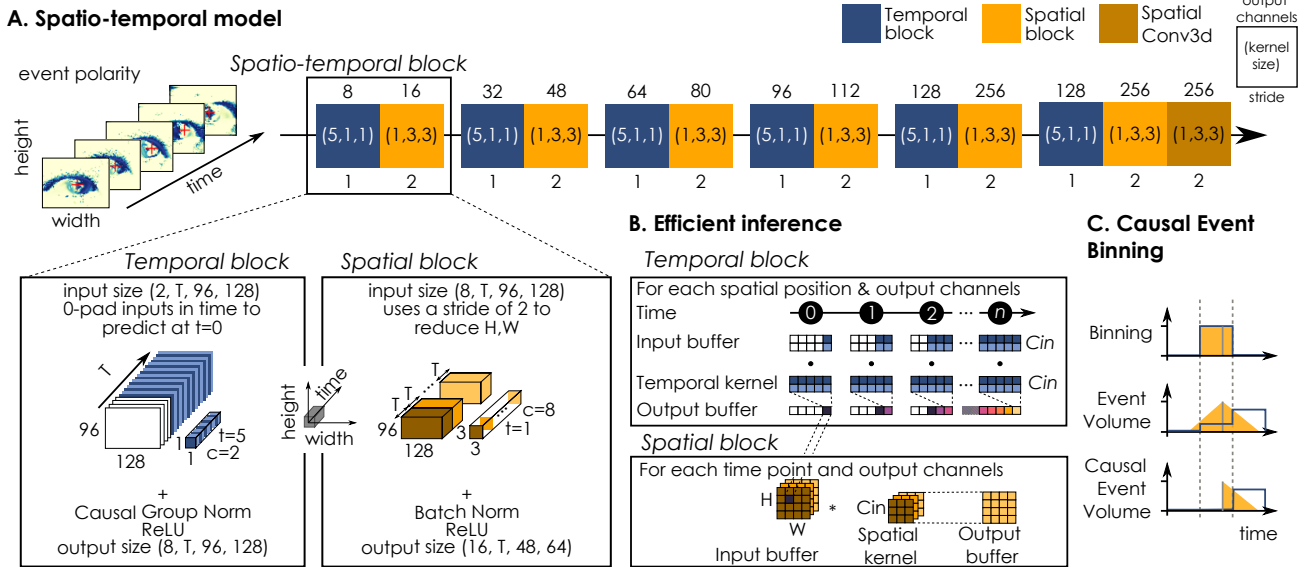 A. Spatio-temporal model
Temporal block
Spatial block
Spatial Conv3d
output channels
(kernel size)
stride
event polarity
height
width
time
Spatio-temporal block
8 16 32 48 64 80 96 112 128 256 128 256 256
(5,1,1) (1,3,3) (5,1,1) (1,3,3) (5,1,1) (1,3,3) (5,1,1) (1,3,3) (5,1,1) (1,3,3) (5,1,1) (1,3,3) (1,3,3)
1 2 1 2 1 2 1 2 1 2 1 2 2
Temporal block
input size (2, T, 96, 128)
0-pad inputs in time to
predict at t=0
T
96
128
1
1
t=5
c=2
+
Causal Group Norm
ReLU
output size (8, T, 96, 128)
height
time
width
Spatial block
input size (8, T, 96, 128)
uses a stride of 2 to
reduce H,W
T
T
T
96
128
3
3
c=8
t=1
+
Batch Norm
ReLU
output size (16, T, 48, 64)
B. Efficient inference
Temporal block
For each spatial position & output channels
Time 0 1 2 ... n
Input buffer ... Cin
Temporal kernel ... Cin
Output buffer
Spatial block
For each time point and output channels
H
W
*
Cin
Input buffer
Spatial kernel
Output buffer
C. Causal Event
Binning
Binning
Event
Volume
Causal
Event
Volume
time